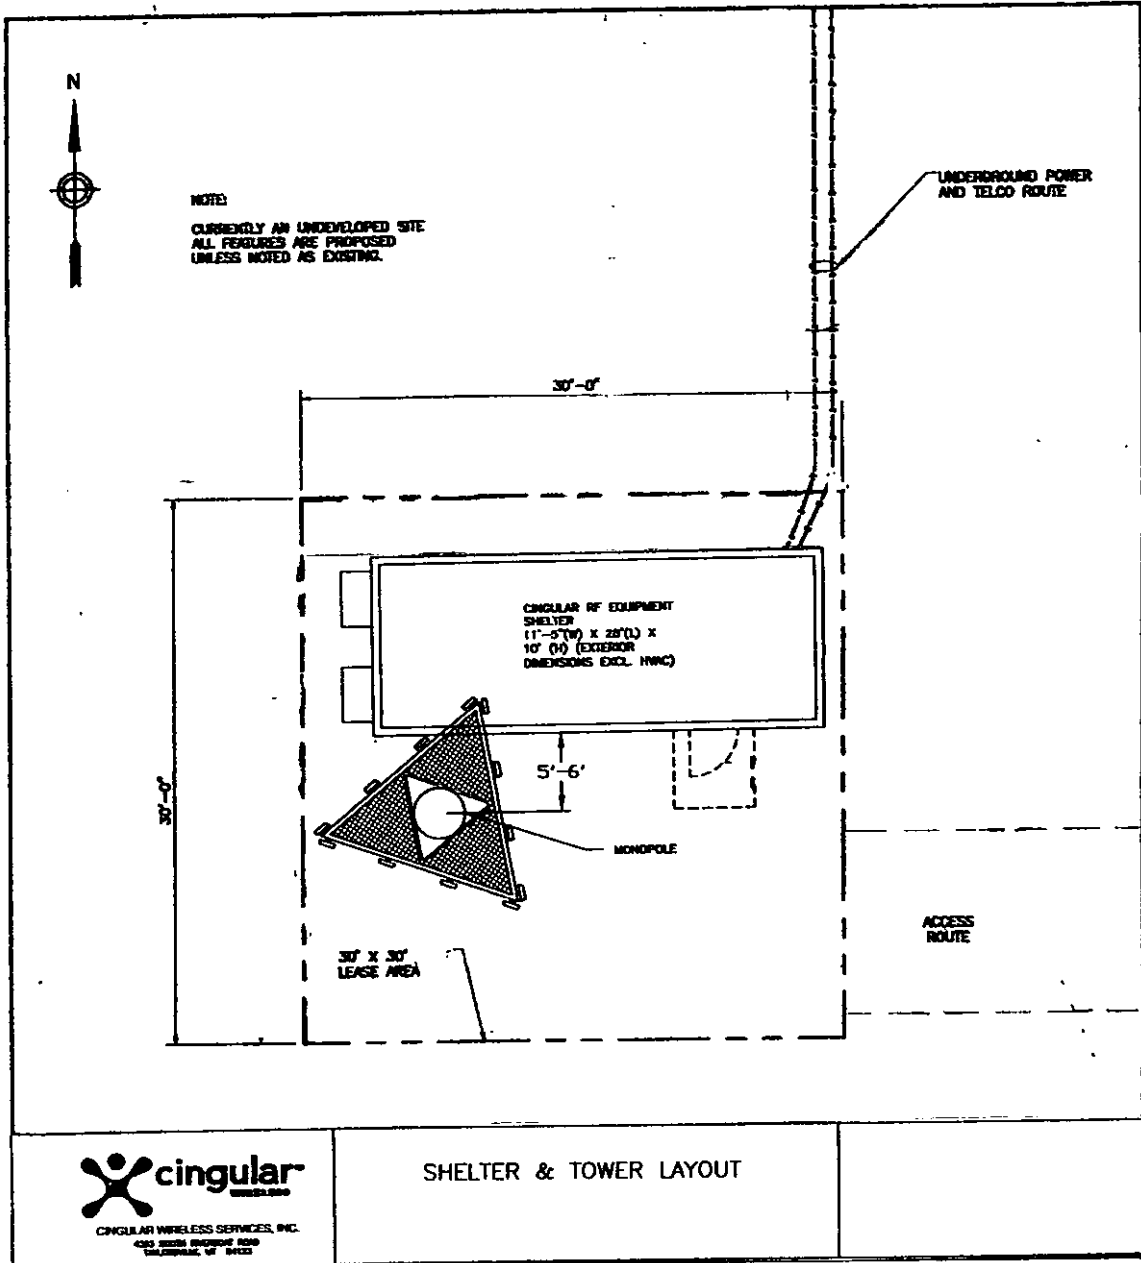 N
NOTE:
CURRENTLY AN UNDEVELOPED SITE
ALL FEATURES ARE PROPOSED
UNLESS NOTED AS EXISTING.
UNDERGROUND POWER
AND TELCO ROUTE
30'-0"
CINGULAR RF EQUIPMENT
SHELTER
11'-5"(W) X 28'(L) X
10' (H) (EXTERIOR
DIMENSIONS EXCL. HVAC)
5'-6'
30'-0"
MONOPOLE
ACCESS
ROUTE
30' X 30'
LEASE AREA
cingular
WIRELESS
SHELTER & TOWER LAYOUT
CINGULAR WIRELESS SERVICES, INC.